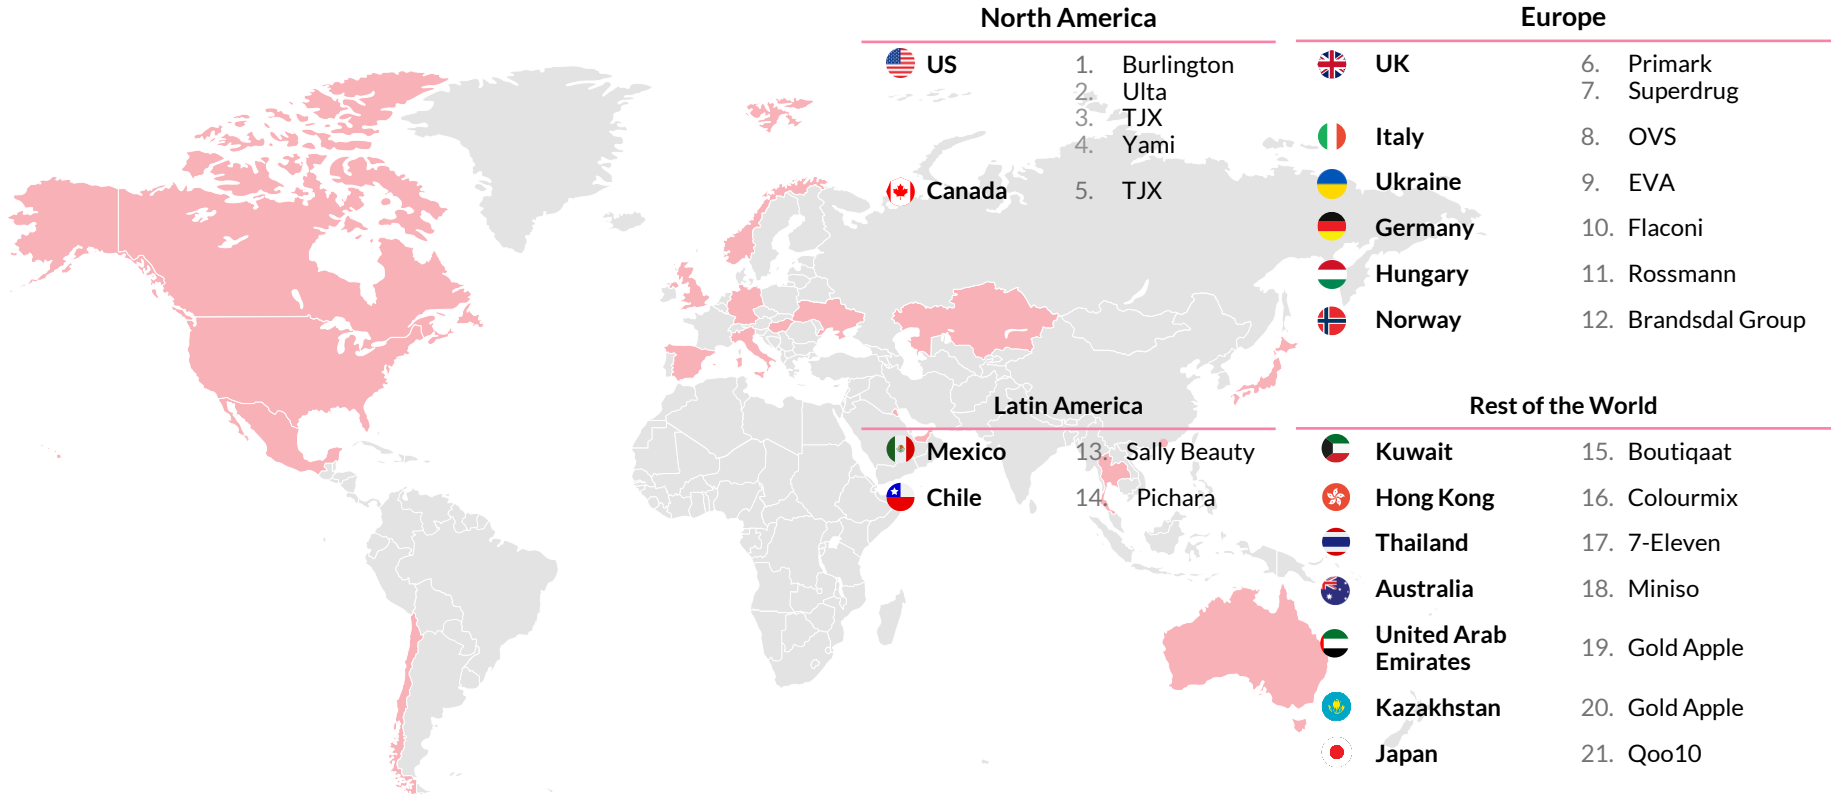 North America
US 1. Burlington
2. Ulta
3. TJX
4. Yami
Canada 5. TJX
Europe
UK 6. Primark
7. Superdrug
Italy 8. OVS
Ukraine 9. EVA
Germany 10. Flaconi
Hungary 11. Rossmann
Norway 12. Brandsdal Group
Latin America
Mexico 13. Sally Beauty
Chile 14. Pichara
Rest of the World
Kuwait 15. Boutiqaat
Hong Kong 16. Colourmix
Thailand 17. 7-Eleven
Australia 18. Miniso
United Arab
Emirates 19. Gold Apple
Kazakhstan 20. Gold Apple
Japan 21. Qoo10